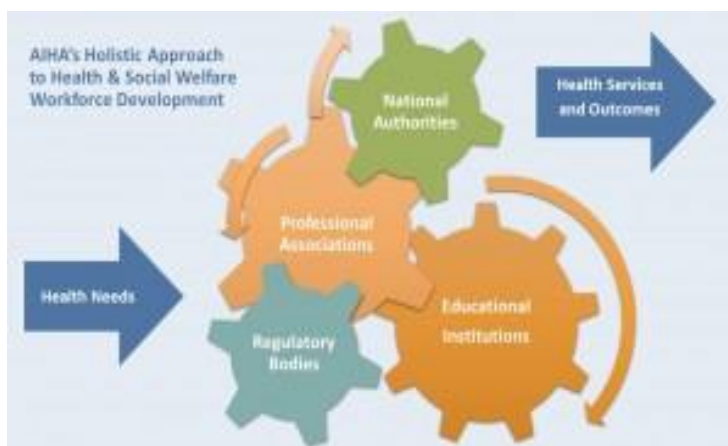 AIHA's Holistic Approach
to Health & Social Welfare
Workforce Development
National
Authorities
Health Services
and Outcomes
Professional
Associations
Health Needs
Educational
Institutions
Regulatory
Bodies